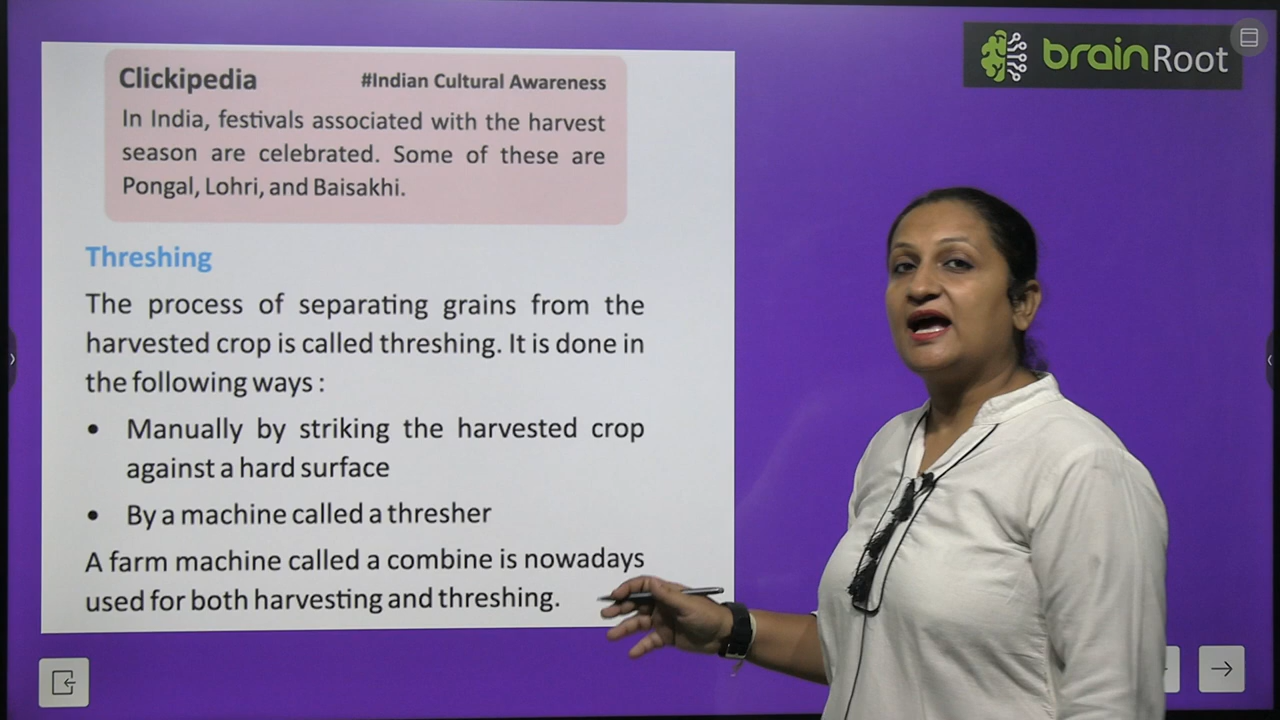 Clickipedia #Indian Cultural Awareness
In India, festivals associated with the harvest
season are celebrated. Some of these are
Pongal, Lohri, and Baisakhi.
Threshing
The process of separating grains from the
harvested crop is called threshing. It is done in
the following ways :
• Manually by striking the harvested crop
against a hard surface
• By a machine called a thresher
A farm machine called a combine is nowadays
used for both harvesting and threshing.
brainRoot